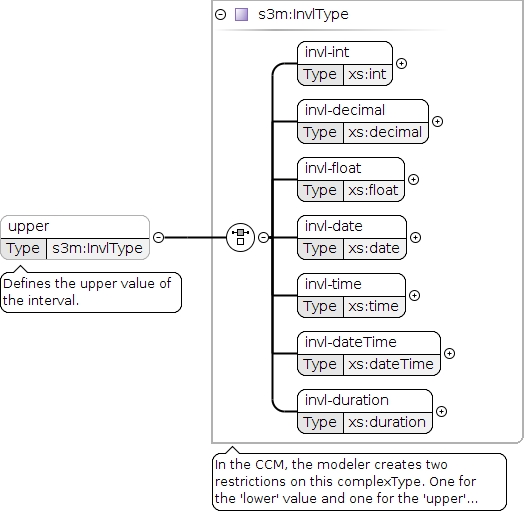 s3m:InvlType
invl-int
Type xs:int
invl-decimal
Type xs:decimal
invl-float
Type xs:float
upper
Type s3m:InvlType
Defines the upper value of
the interval.
invl-date
Type xs:date
invl-time
Type xs:time
invl-dateTime
Type xs:dateTime
invl-duration
Type xs:duration
In the CCM, the modeler creates two
restrictions on this complexType. One for
the 'lower' value and one for the 'upper'...